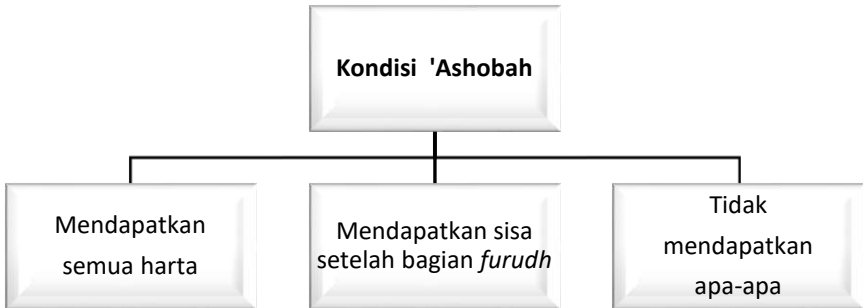 Kondisi 'Ashobah
Mendapatkan
semua harta
Mendapatkan sisa
setelah bagian furudh
Tidak
mendapatkan
apa-apa